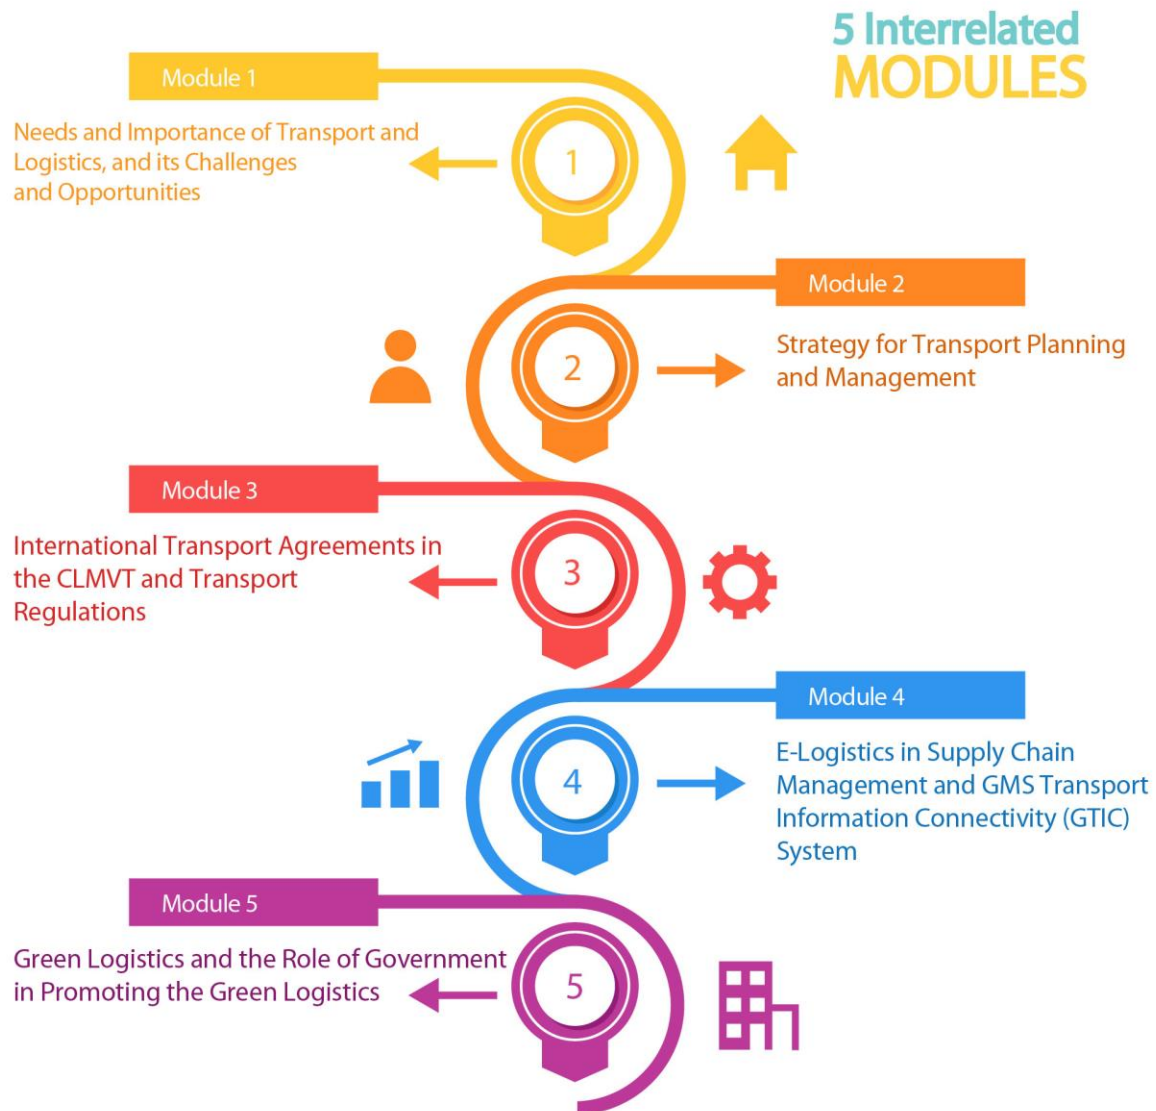 5 Interrelated
MODULES
Module 1
Needs and Importance of Transport and
Logistics, and its Challenges
and Opportunities
1
Module 2
2
Strategy for Transport Planning
and Management
Module 3
International Transport Agreements in
the CLMVT and Transport
Regulations
3
Module 4
4
E-Logistics in Supply Chain
Management and GMS Transport
Information Connectivity (GTIC)
System
Module 5
Green Logistics and the Role of Government
in Promoting the Green Logistics
5